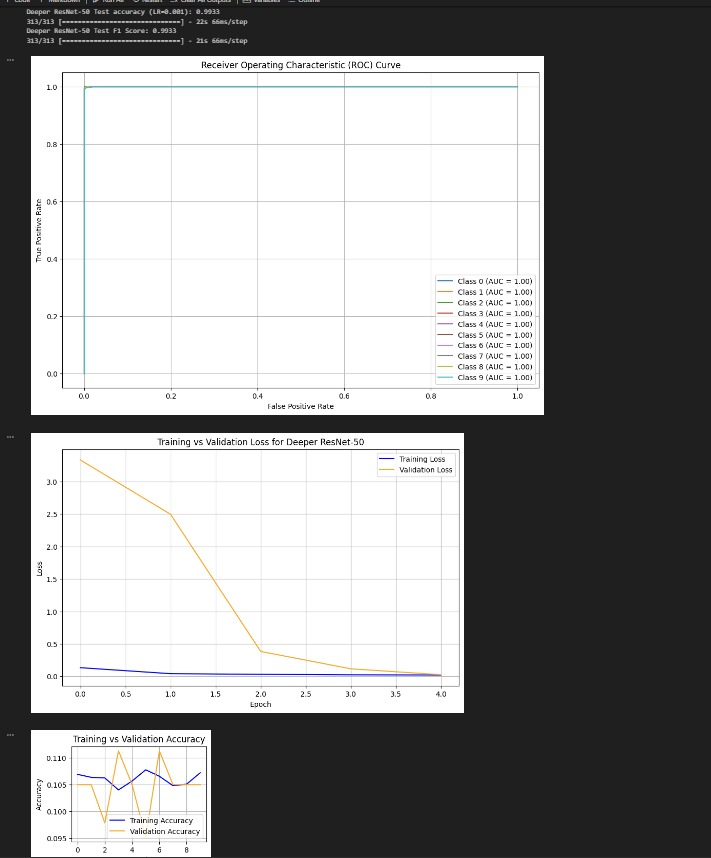 Deeper ResNet-50 Test accuracy (LR=0.001): 0.9933
313/313 [==============================] - 22s 66ms/step
Deeper ResNet-50 Test F1 Score: 0.9933
313/313 [==============================] - 21s 66ms/step
...
Receiver Operating Characteristic (ROC) Curve
1.0
0.8
0.6
0.4
0.2
0.0
True Positive Rate
Class 0 (AUC = 1.00)
Class 1 (AUC = 1.00)
Class 2 (AUC = 1.00)
Class 3 (AUC = 1.00)
Class 4 (AUC = 1.00)
Class 5 (AUC = 1.00)
Class 6 (AUC = 1.00)
Class 7 (AUC = 1.00)
Class 8 (AUC = 1.00)
Class 9 (AUC = 1.00)
0.0 0.2 0.4 0.6 0.8 1.0
False Positive Rate
...
Training vs Validation Loss for Deeper ResNet-50
Training Loss
Validation Loss
3.0
2.5
2.0
1.5
1.0
0.5
0.0
Loss
0.0 0.5 1.0 1.5 2.0 2.5 3.0 3.5 4.0
Epoch
...
Training vs Validation Accuracy
0.110
0.105
0.100
0.095
Accuracy
Training Accuracy
Validation Accuracy
0 2 4 6 8